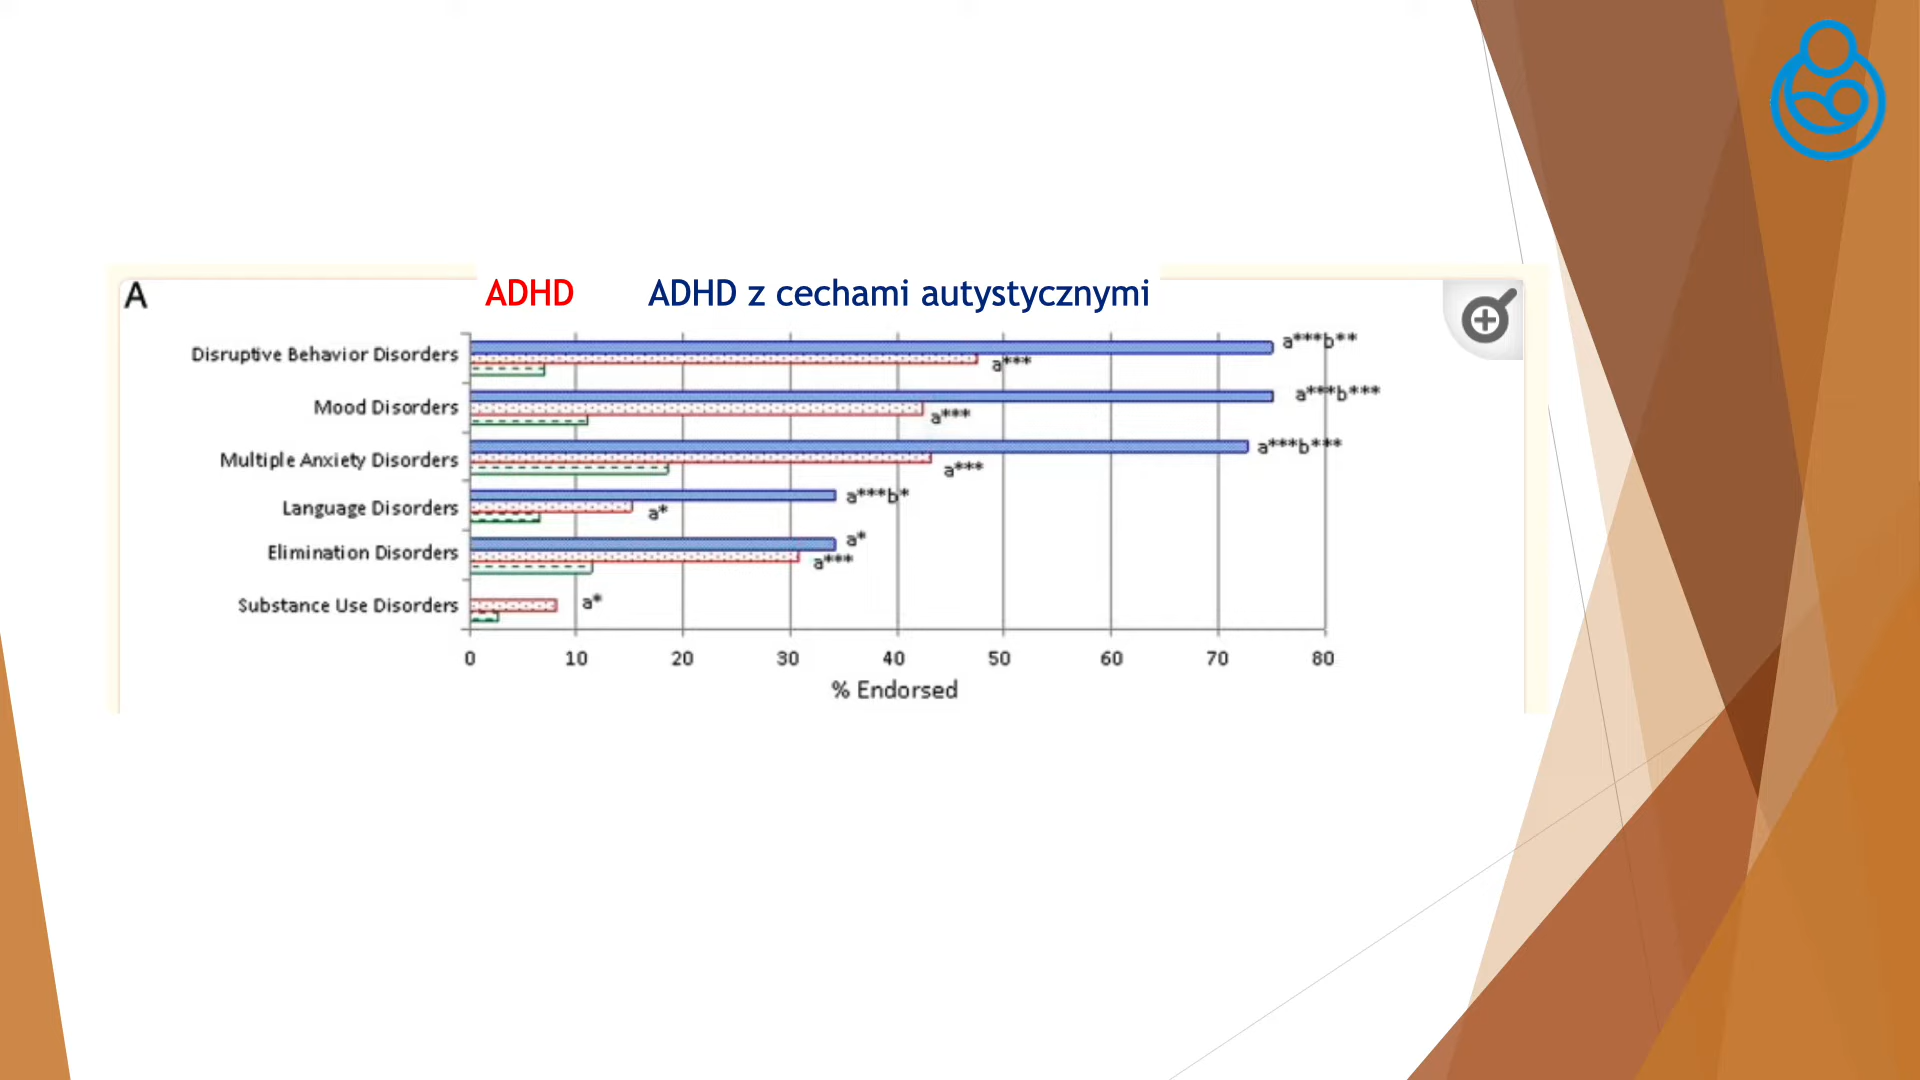 A
ADHD ADHD z cechami autystycznymi
Disruptive Behavior Disorders
a***b**
a***
Mood Disorders
a***b***
a***
Multiple Anxiety Disorders
a***b***
a***
Language Disorders
a***b*
a*
Elimination Disorders
a*
a***
Substance Use Disorders
a*
0 10 20 30 40 50 60 70 80
% Endorsed